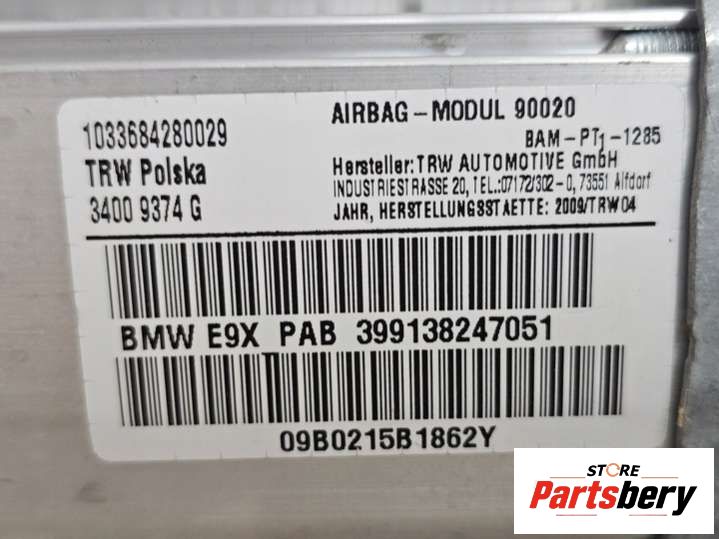 1033684280029
TRW Polska
3400 9374 G
AIRBAG-MODUL 90020
BAM-PT1-1285
Hersteller: TRW AUTOMOTIVE GmbH
INDUSTRIESTRASSE 20, TEL.:07172/302-0, 73551 Alfdorf
JAHR, HERSTELLUNGSSTAETTE: 2009/TRW04
BMW E9X PAB 399138247051
09B0215B1862Y
STORE
Partsbery